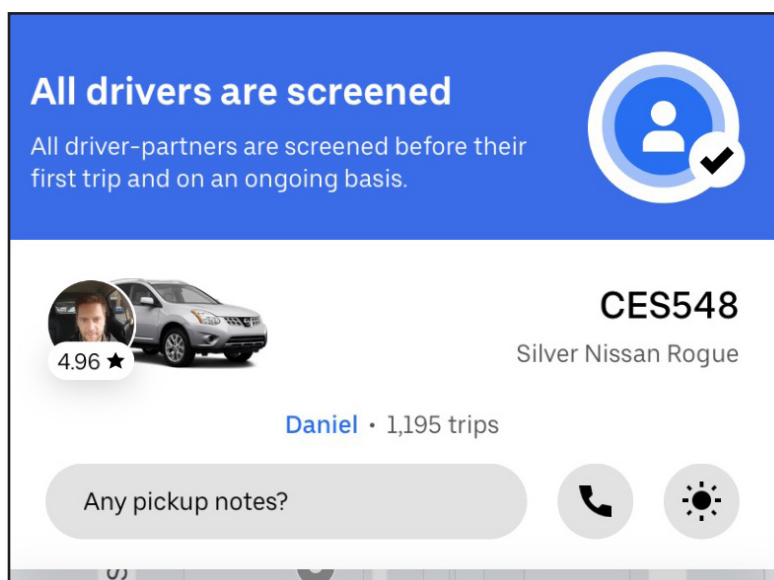 All drivers are screened
All driver-partners are screened before their
first trip and on an ongoing basis.
CES548
4.96 ★
Silver Nissan Rogue
Daniel • 1,195 trips
Any pickup notes?